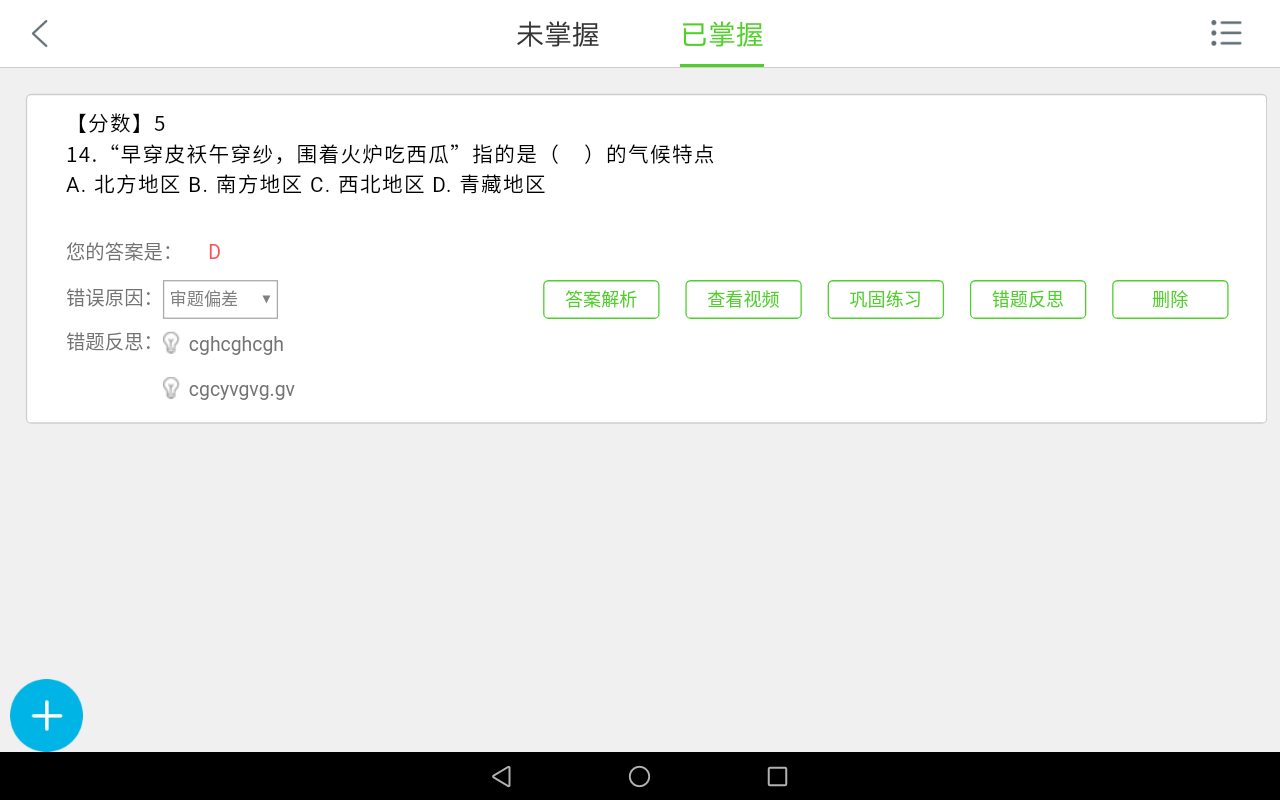 未掌握 已掌握
【分数】5
14.“早穿皮袄午穿纱，围着火炉吃西瓜”指的是（ ）的气候特点
A. 北方地区 B. 南方地区 C. 西北地区 D. 青藏地区
您的答案是： D
错误原因： 审题偏差 答案解析 查看视频 巩固练习 错题反思 删除
错题反思： cghcghcgh
cgcyvgvg.gv